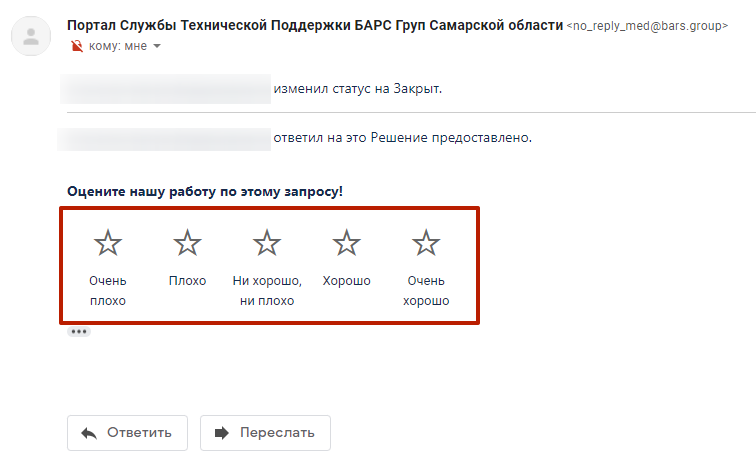 Портал Службы Технической Поддержки БАРС Груп Самарской области <no_reply_med@bars.group>
кому: мне
изменил статус на Закрыт.
ответил на это Решение предоставлено.
Оцените нашу работу по этому запросу!
Очень плохо
Плохо
Ни хорошо, ни плохо
Хорошо
Очень хорошо
Ответить
Переслать